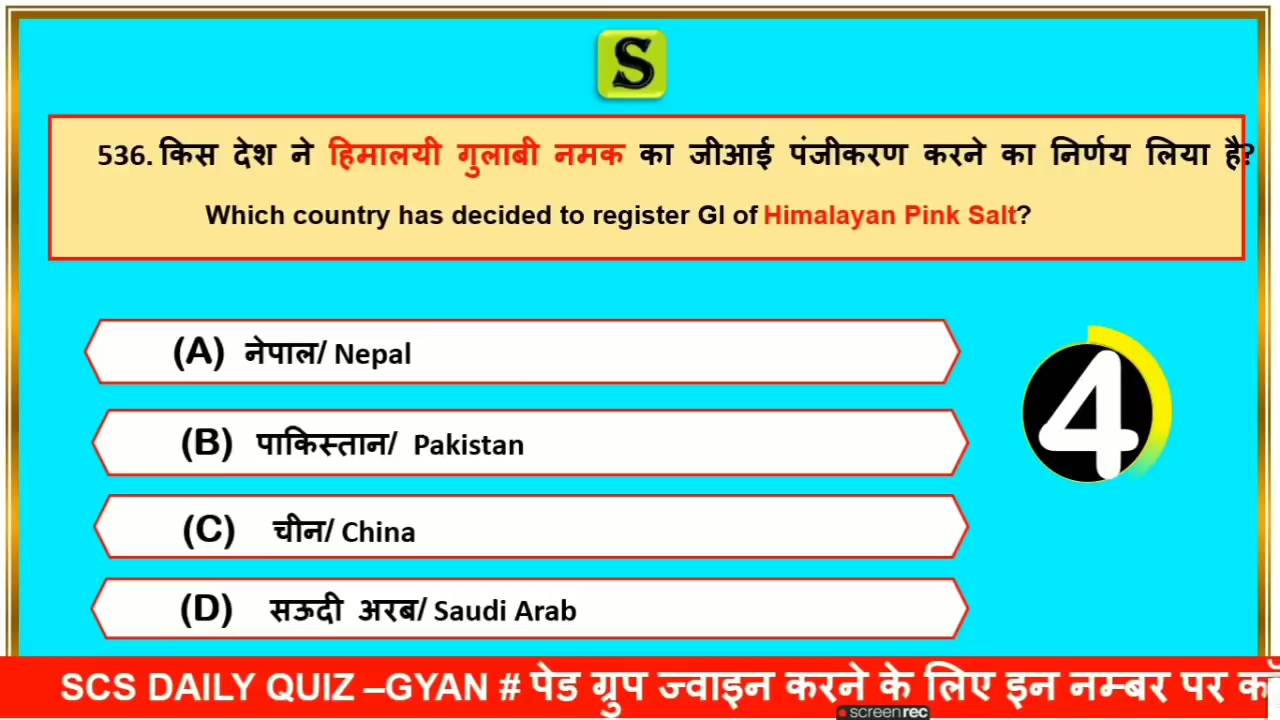 S
536. किस देश ने हिमालयी गुलाबी नमक का जीआई पंजीकरण करने का निर्णय लिया है?
Which country has decided to register GI of Himalayan Pink Salt?
(A) नेपाल/ Nepal
(B) पाकिस्तान/ Pakistan
(C) चीन/ China
(D) सऊदी अरब/ Saudi Arab
4
SCS DAILY QUIZ –GYAN # पेड ग्रुप ज्वाइन करने के लिए इन नम्बर पर
screenrec